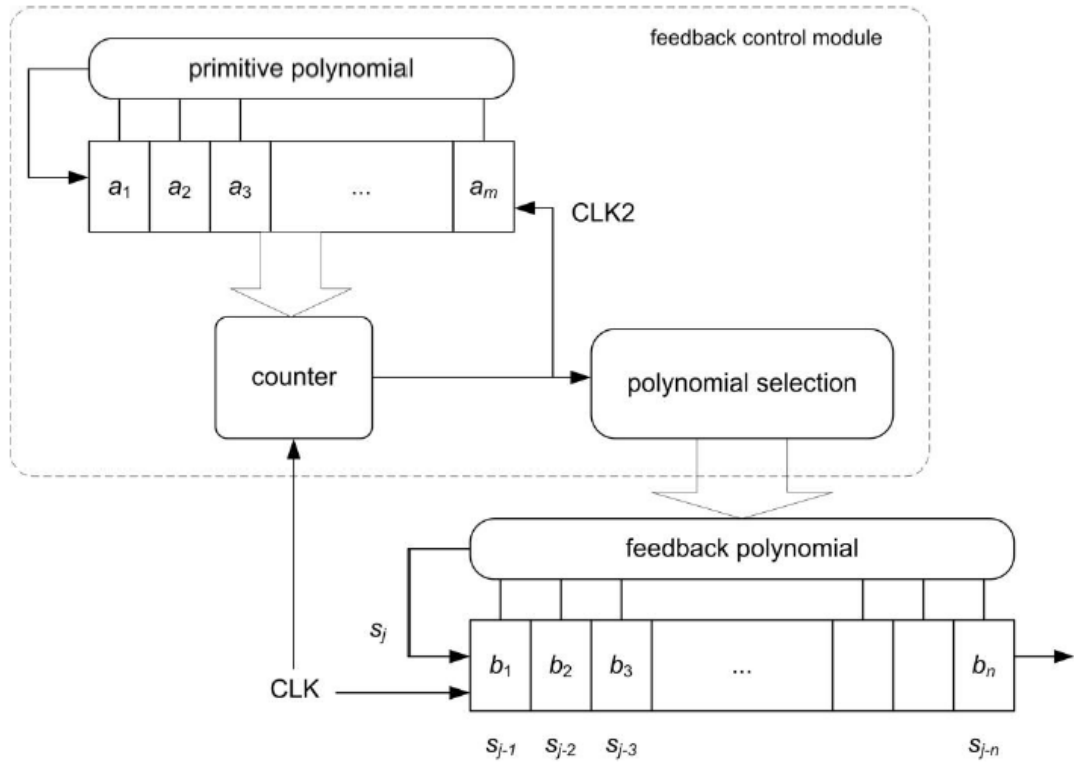 feedback control module
primitive polynomial
a1 a2 a3 ... am
CLK2
counter
polynomial selection
feedback polynomial
sj
b1 b2 b3 ... bn
CLK
sj-1 sj-2 sj-3 sj-n